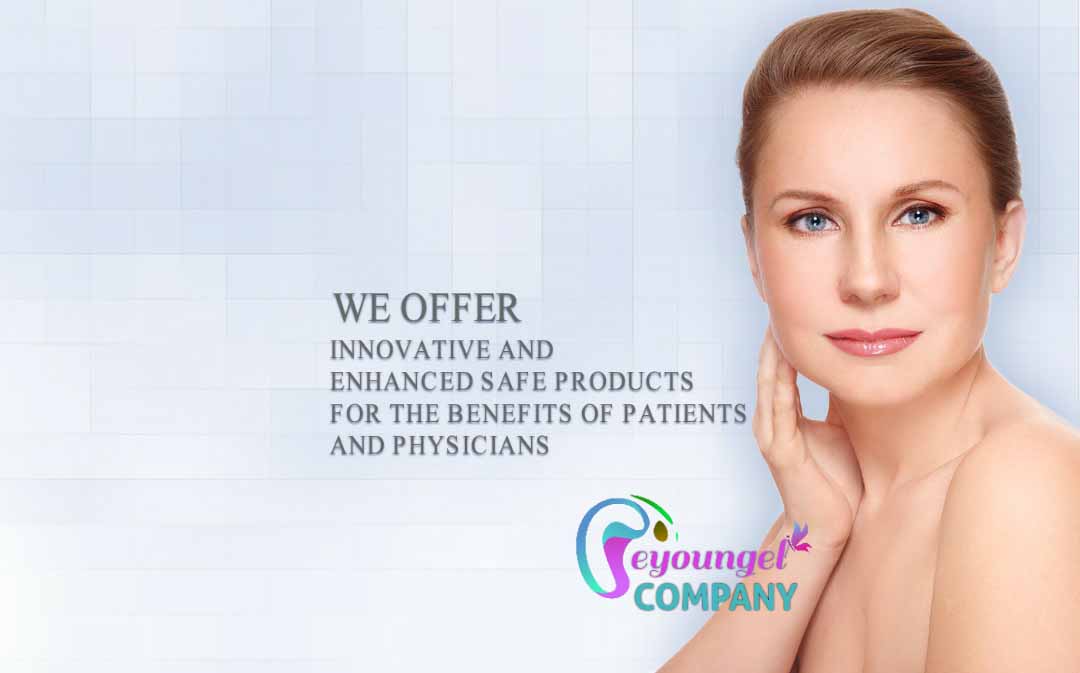 WE OFFER
INNOVATIVE AND
ENHANCED SAFE PRODUCTS
FOR THE BENEFITS OF PATIENTS
AND PHYSICIANS
eyoungel
COMPANY